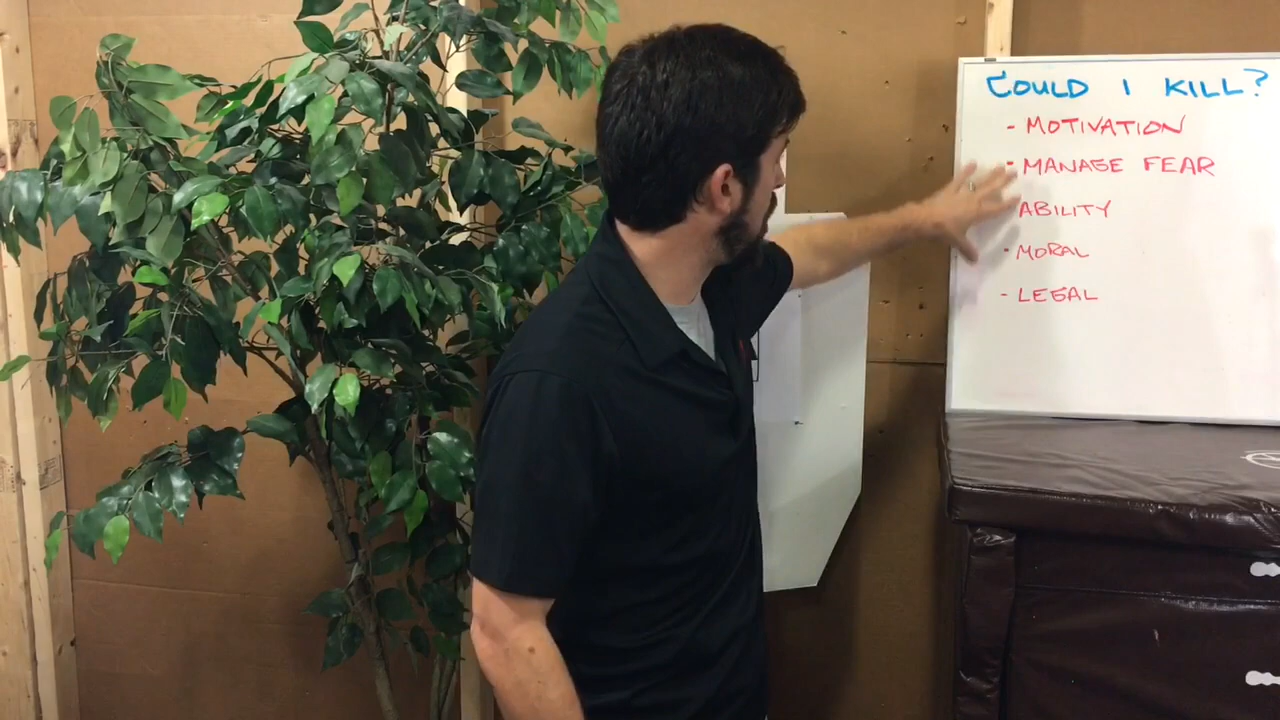 COULD I KILL?
- MOTIVATION
- MANAGE FEAR
ABILITY
- MORAL
- LEGAL